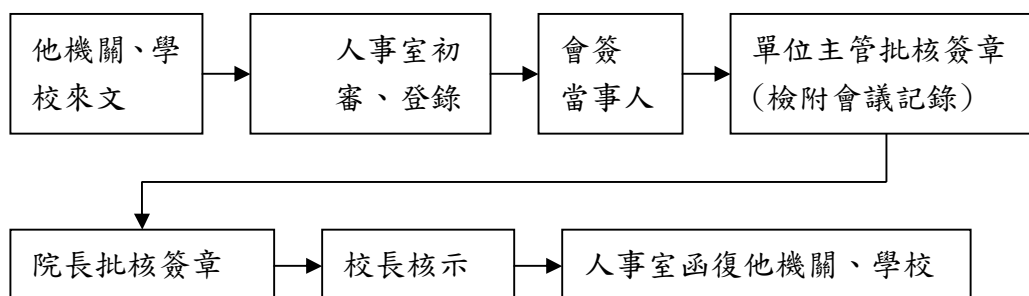 他機關、學
校來文
人事室初
審、登錄
會簽
當事人
單位主管批核簽章
(檢附會議記錄)
院長批核簽章
校長核示
人事室函復他機關、學校